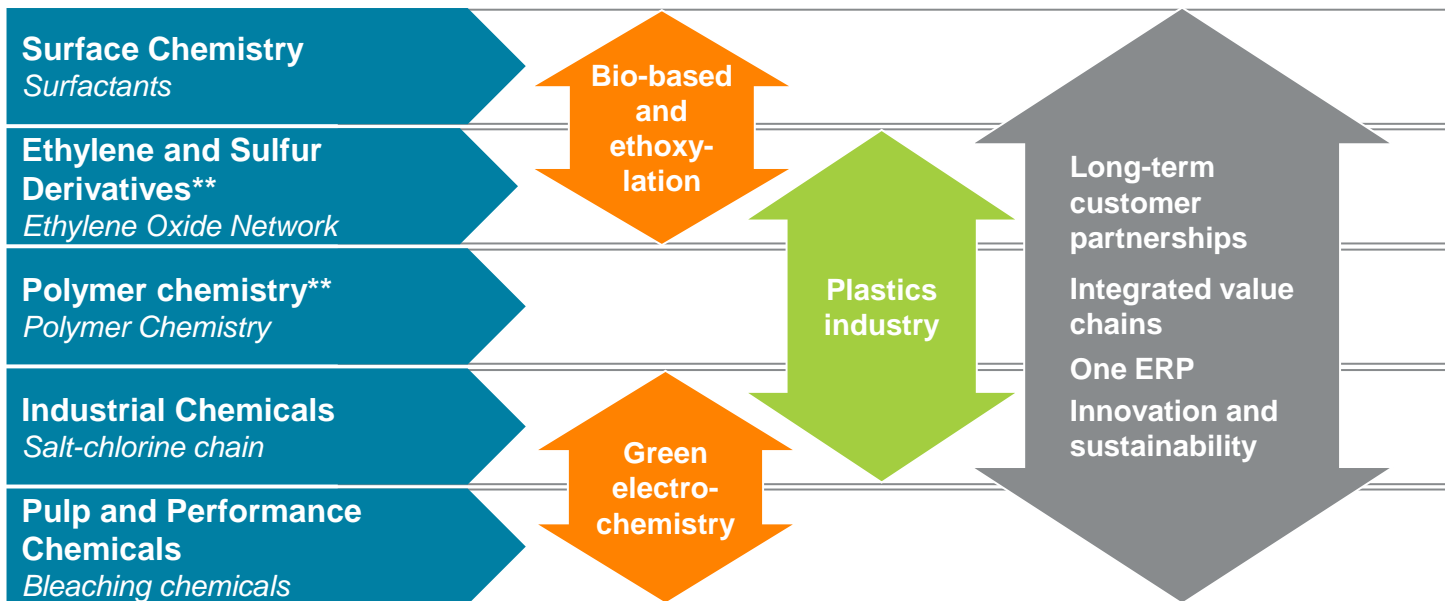 Surface Chemistry
Surfactants
Ethylene and Sulfur
Derivatives**
Ethylene Oxide Network
Polymer chemistry**
Polymer Chemistry
Industrial Chemicals
Salt-chlorine chain
Pulp and Performance
Chemicals
Bleaching chemicals
Bio-based
and
ethoxy-
lation
Green
electro-
chemistry
Plastics
industry
Long-term
customer
partnerships
Integrated value
chains
One ERP
Innovation and
sustainability